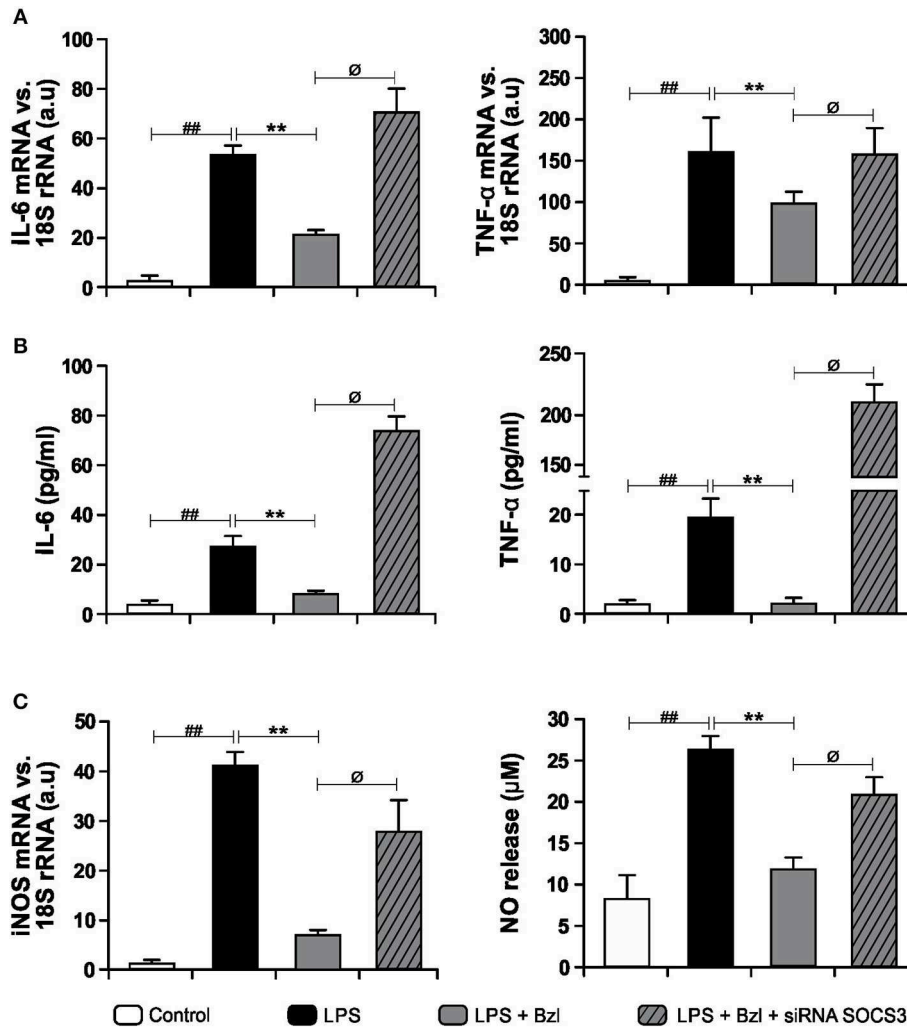 A
IL-6 mRNA vs.
18S rRNA (a.u)
100
80
60
40
20
0
##
**
Ø
TNF-α mRNA vs.
18S rRNA (a.u)
300
250
200
150
100
50
0
##
**
Ø
B
IL-6 (pg/ml)
100
80
60
40
20
0
##
**
Ø
TNF-α (pg/ml)
250
200
150
20
10
0
##
**
Ø
C
iNOS mRNA vs.
18S rRNA (a.u)
50
40
30
20
10
0
##
**
Ø
NO release (µM)
30
25
20
15
10
5
0
##
**
Ø
Control
LPS
LPS + Bzl
LPS + Bzl + siRNA SOCS3